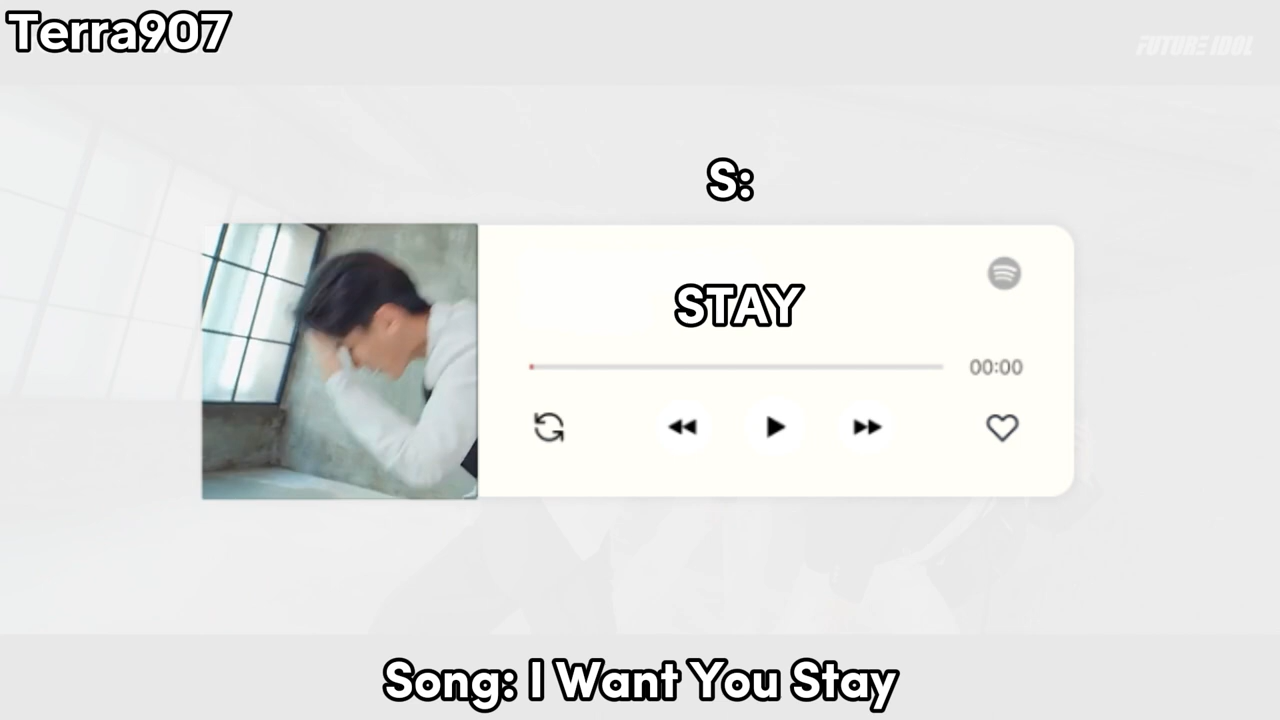 Terra907
FUTURE IDOL
S:
STAY
00:00
Song: I Want You Stay